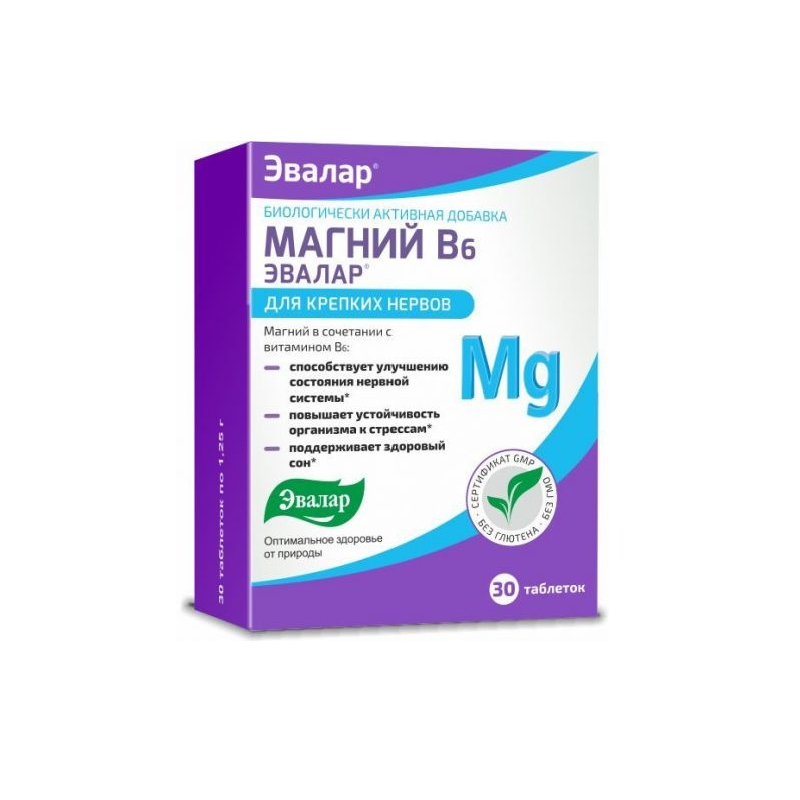 Эвалар®
БИОЛОГИЧЕСКИ АКТИВНАЯ ДОБАВКА
МАГНИЙ B6
ЭВАЛАР®
ДЛЯ КРЕПКИХ НЕРВОВ
Магний в сочетании с
витамином B6:
способствует улучшению
состояния нервной
системы*
повышает устойчивость
организма к стрессам*
поддерживает здоровый
сон*
Mg
Эвалар
Оптимальное здоровье
от природы
СЕРТИФИКАТ GMP · БЕЗ ГМО · БЕЗ ГЛЮТЕНА ·
30 таблеток
30 таблеток по 1,25 г